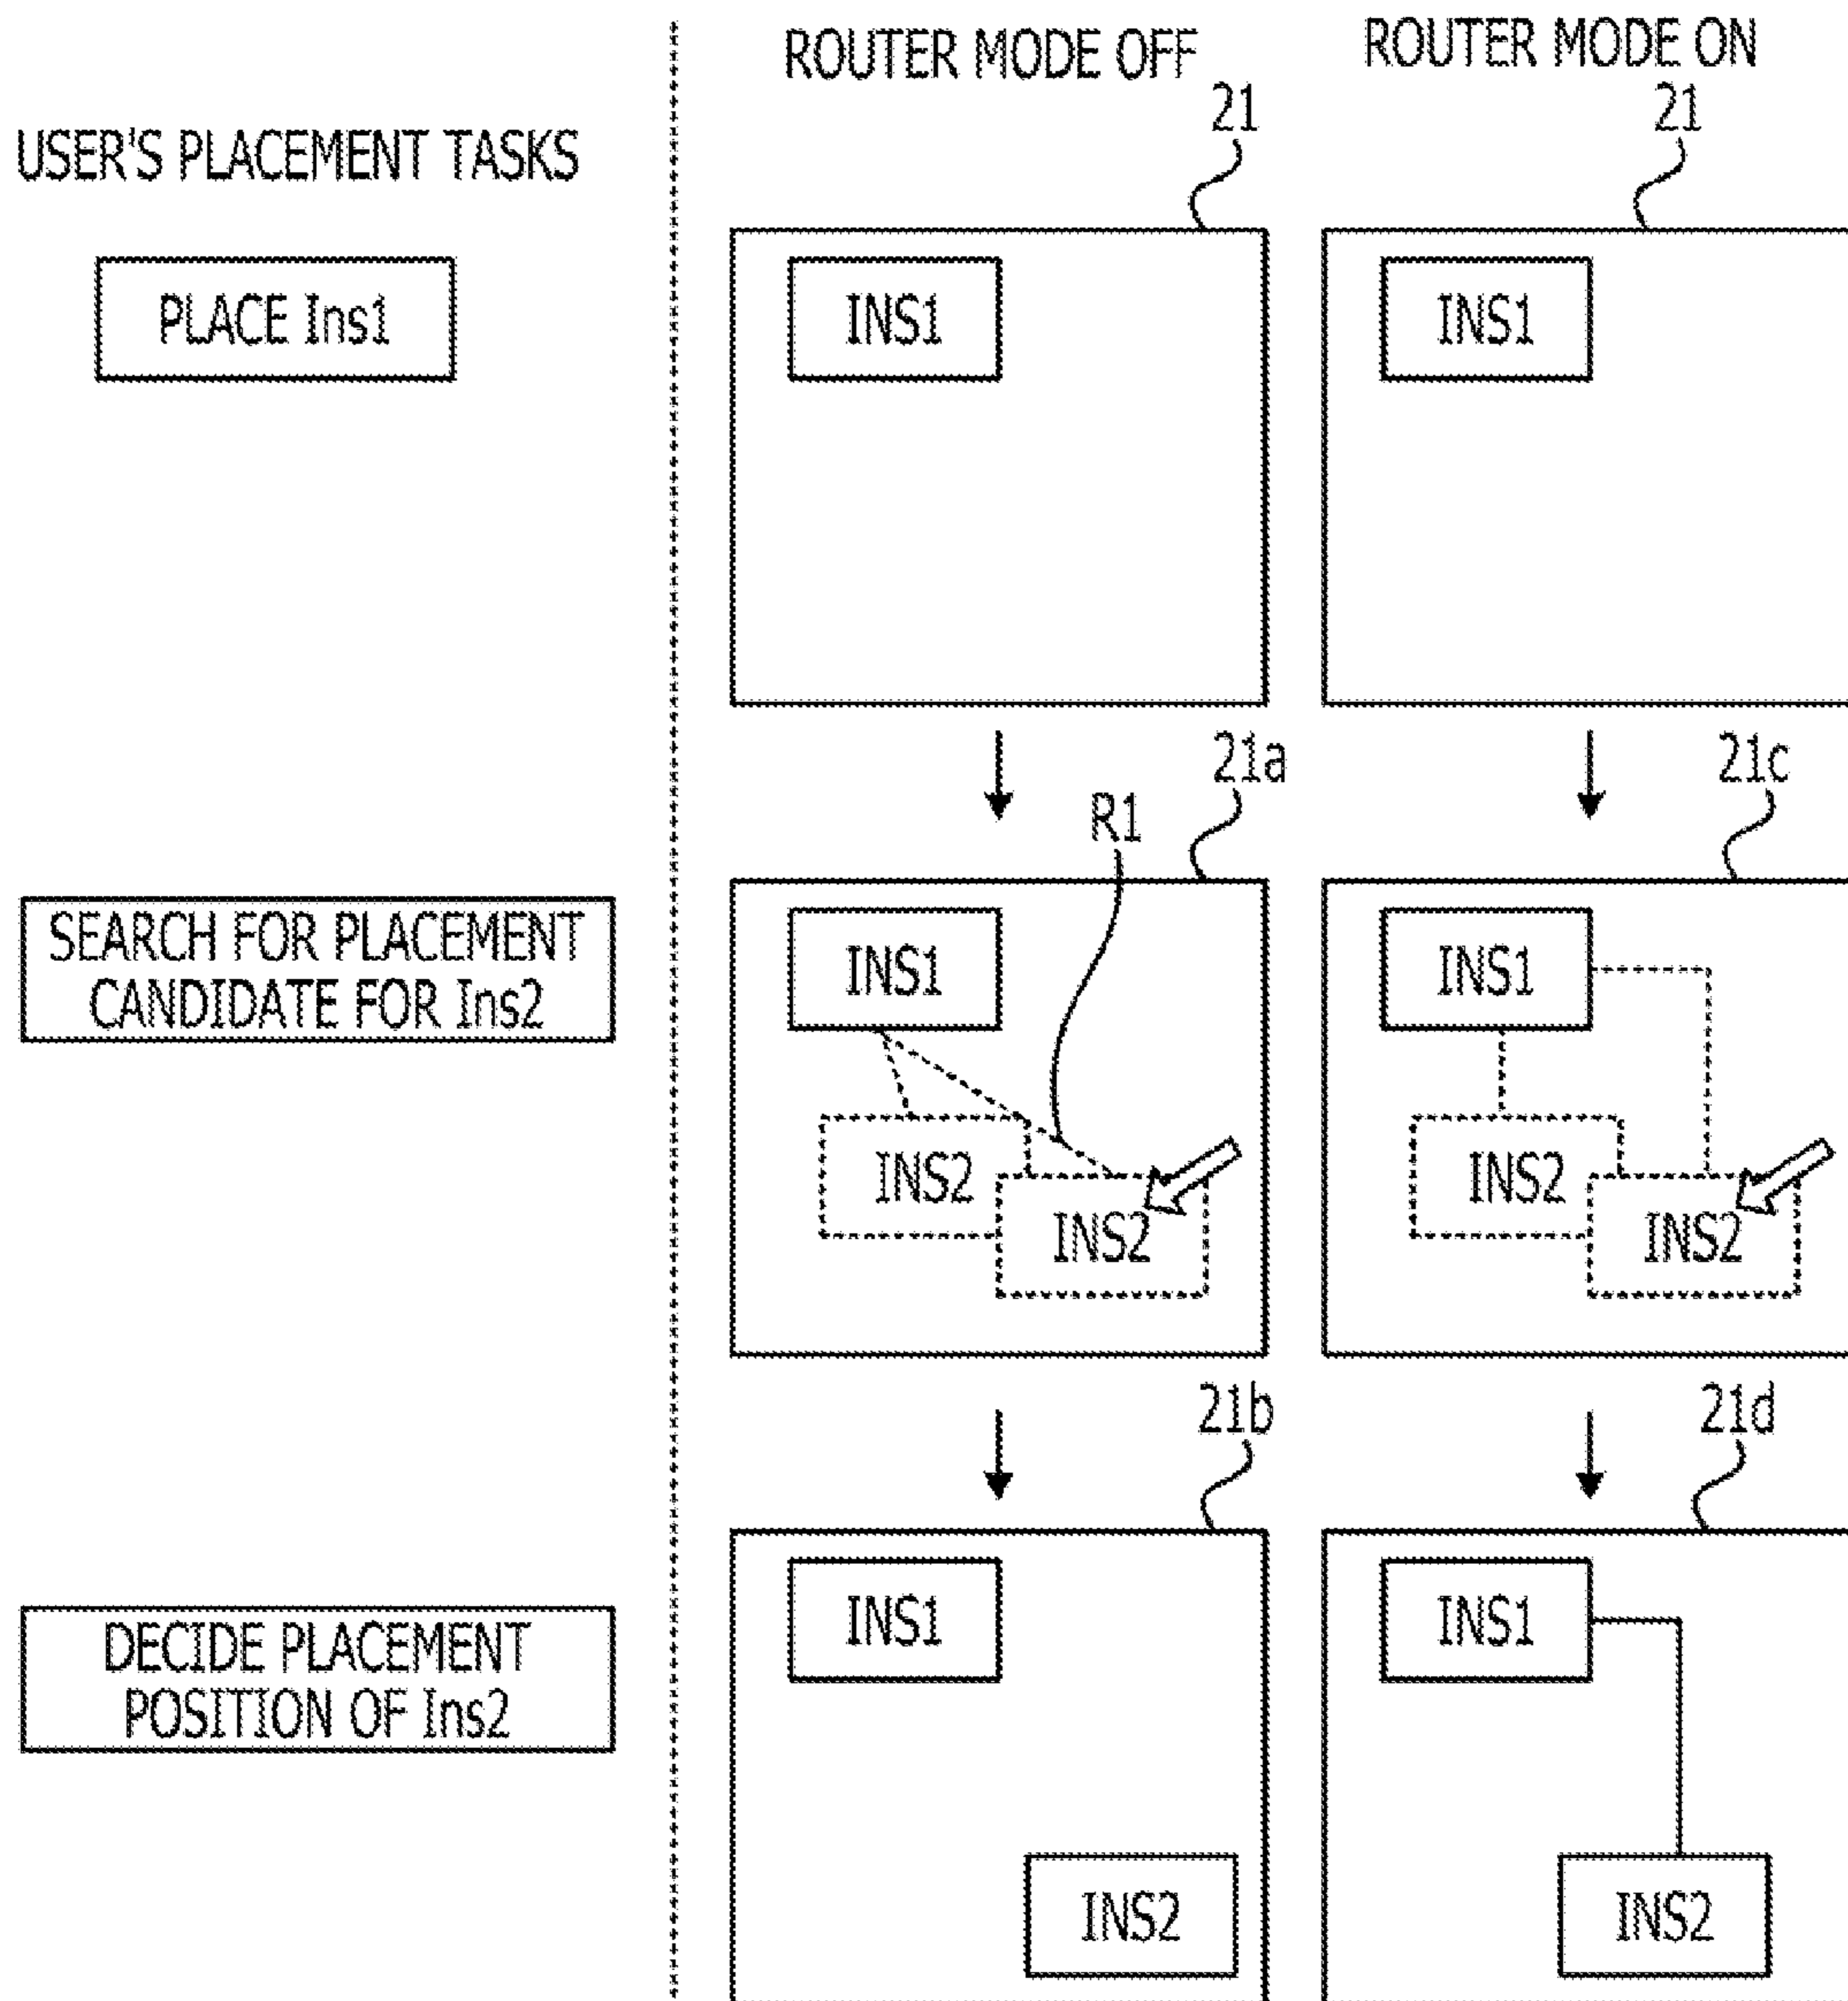 ROUTER MODE OFF
ROUTER MODE ON
21
21
USER'S PLACEMENT TASKS
PLACE Ins1
INS1
INS1
21a
21c
R1
SEARCH FOR PLACEMENT
CANDIDATE FOR Ins2
INS1
INS1
INS2
INS2
INS2
INS2
21b
21d
DECIDE PLACEMENT
POSITION OF Ins2
INS1
INS1
INS2
INS2